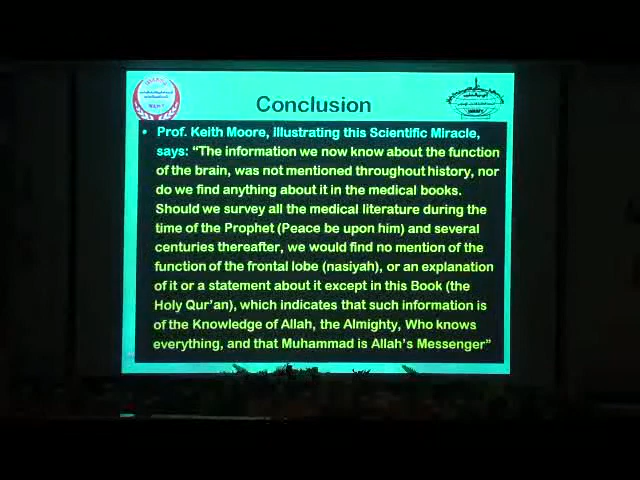 Conclusion
• Prof. Keith Moore, illustrating this Scientific Miracle,
says: “The information we now know about the function
of the brain, was not mentioned throughout history, nor
do we find anything about it in the medical books.
Should we survey all the medical literature during the
time of the Prophet (Peace be upon him) and several
centuries thereafter, we would find no mention of the
function of the frontal lobe (nasiyah), or an explanation
of it or a statement about it except in this Book (the
Holy Qur’an), which indicates that such information is
of the Knowledge of Allah, the Almighty, Who knows
everything, and that Muhammad is Allah’s Messenger”